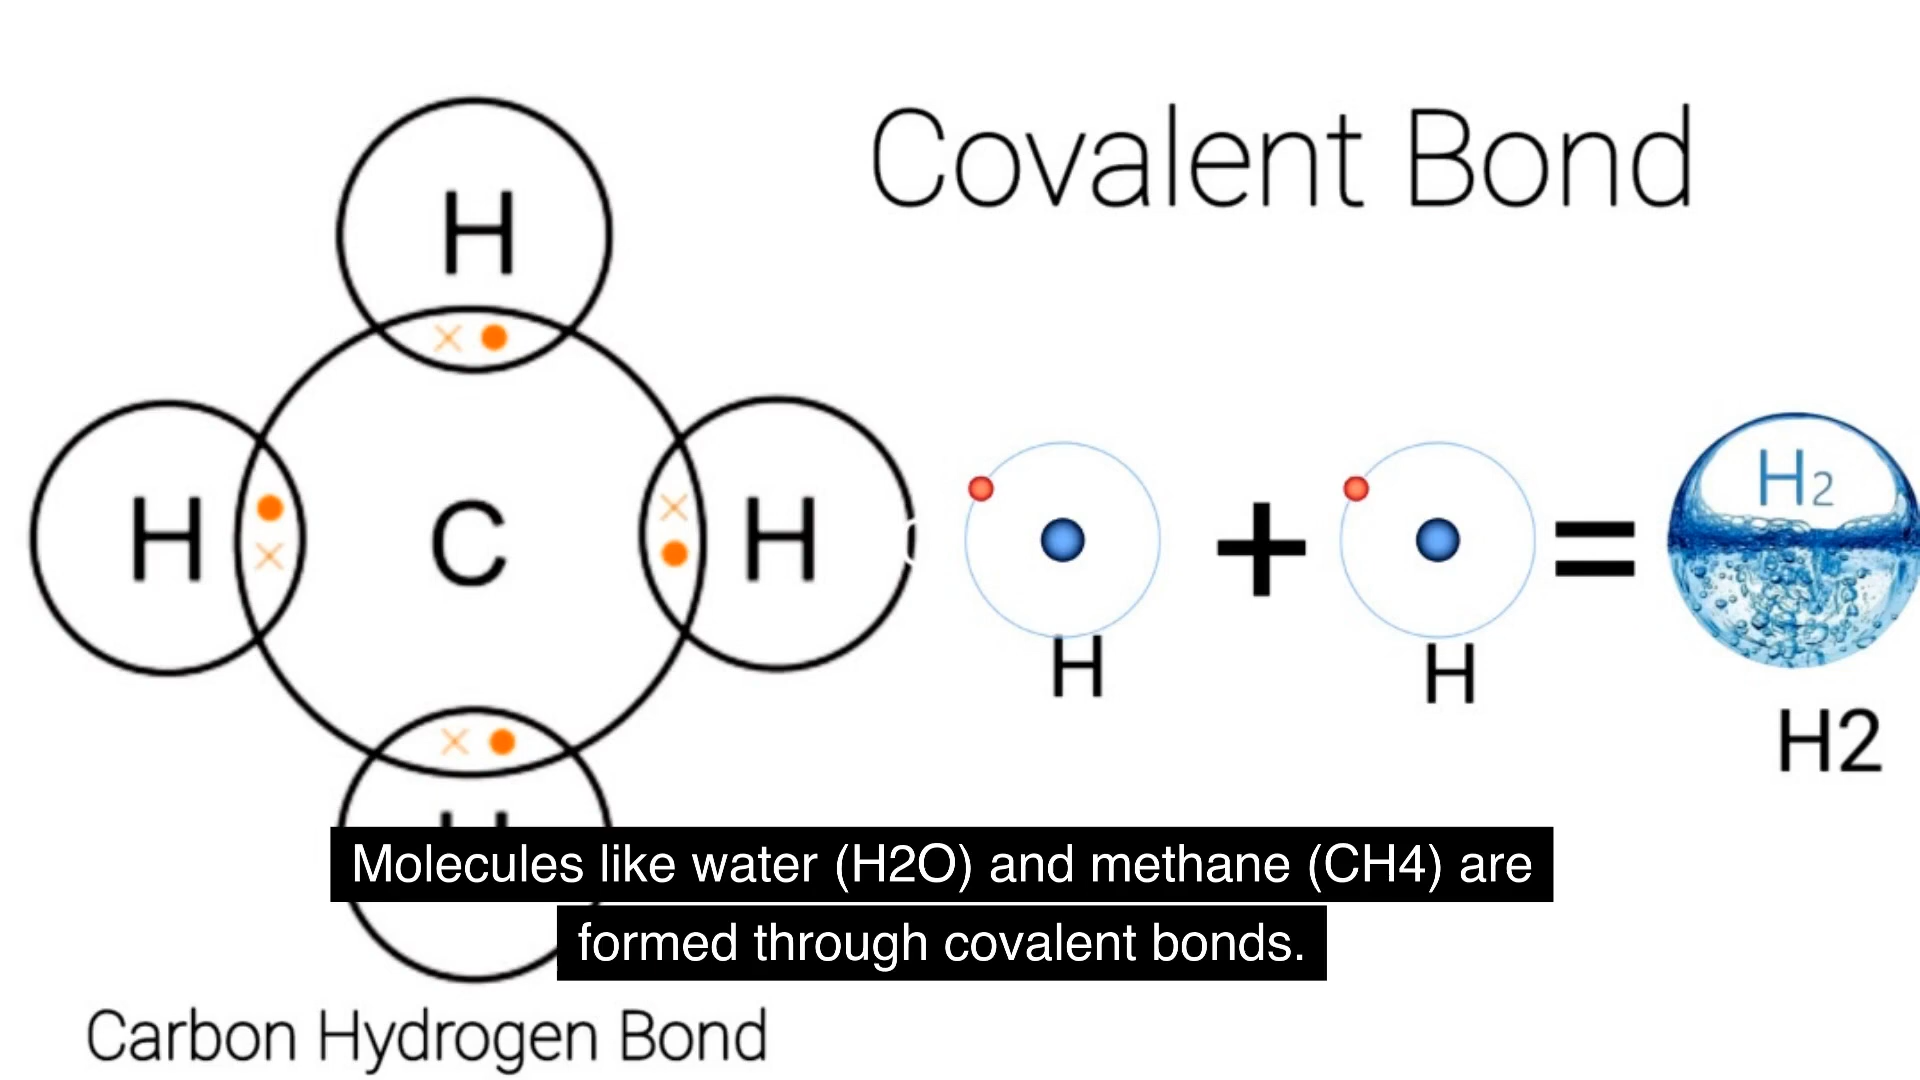 Covalent Bond
H
H
C
H
H
H
H₂
H2
Molecules like water (H2O) and methane (CH4) are
formed through covalent bonds.
Carbon Hydrogen Bond